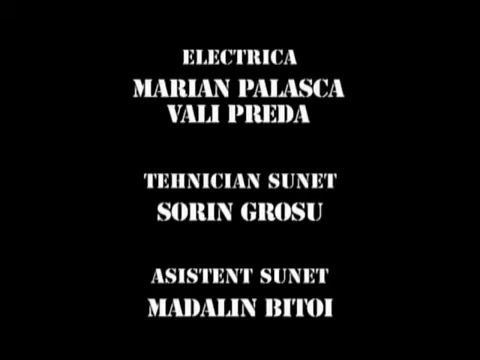 ELECTRICA
MARIAN PALASCA
VALI PREDA
TEHNICIAN SUNET
SORIN GROSU
ASISTENT SUNET
MADALIN BITOI